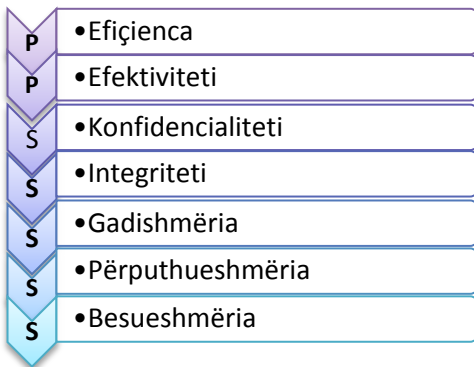 P •Efiçienca
P •Efektiviteti
S •Konfidencialiteti
S •Integriteti
S •Gadishmëria
S •Përputhueshmëria
S •Besueshmëria